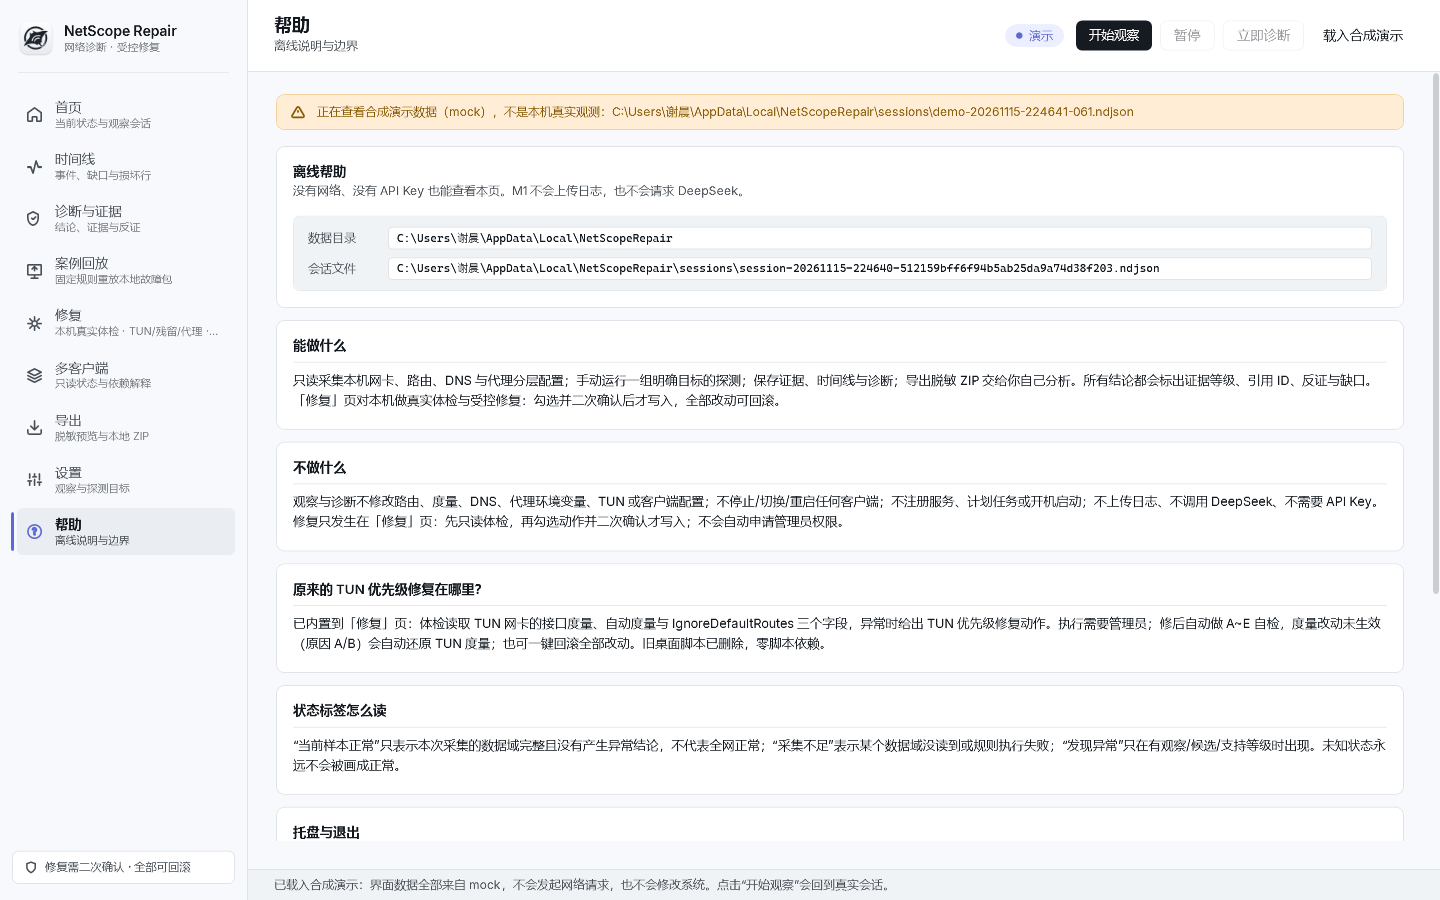 NetScope Repair
网络诊断 · 受控修复
首页
当前状态与观察会话
时间线
事件、缺口与损坏行
诊断与证据
结论、证据与反证
案例回放
固定规则重放本地故障包
修复
本机真实体检 · TUN/残留/代理 ·...
多客户端
只读状态与依赖解释
导出
脱敏预览与本地 ZIP
设置
观察与探测目标
帮助
离线说明与边界
修复需二次确认 · 全部可回滚
帮助
离线说明与边界
演示
开始观察
暂停
立即诊断
载入合成演示
正在查看合成演示数据（mock），不是本机真实观测：C:\Users\谢晨\AppData\Local\NetScopeRepair\sessions\demo-20261115-224641-061.ndjson
离线帮助
没有网络、没有 API Key 也能查看本页。M1 不会上传日志，也不会请求 DeepSeek。
数据目录
C:\Users\谢晨\AppData\Local\NetScopeRepair
会话文件
C:\Users\谢晨\AppData\Local\NetScopeRepair\sessions\session-20261115-224640-512159bff6f94b5ab25da9a74d38f203.ndjson
能做什么
只读采集本机网卡、路由、DNS 与代理分层配置；手动运行一组明确目标的探测；保存证据、时间线与诊断；导出脱敏 ZIP 交给你自己分析。所有结论都会标出证据等级、引用 ID、反证与缺口。
「修复」页对本机做真实体检与受控修复：勾选并二次确认后才写入，全部改动可回滚。
不做什么
观察与诊断不修改路由、度量、DNS、代理环境变量、TUN 或客户端配置；不停止/切换/重启任何客户端；不注册服务、计划任务或开机启动；不上传日志、不调用 DeepSeek、不需要 API Key。
修复只发生在「修复」页：先只读体检，再勾选动作并二次确认才写入；不会自动申请管理员权限。
原来的 TUN 优先级修复在哪里？
已内置到「修复」页：体检读取 TUN 网卡的接口度量、自动度量与 IgnoreDefaultRoutes 三个字段，异常时给出 TUN 优先级修复动作。执行需要管理员；修后自动做 A~E 自检，度量改动未生效
（原因 A/B）会自动还原 TUN 度量；也可一键回滚全部改动。旧桌面脚本已删除，零脚本依赖。
状态标签怎么读
“当前样本正常”只表示本次采集的数据域完整且没有产生异常结论，不代表全网正常；“采集不足”表示某个数据域没读到或规则执行失败；“发现异常”只在有观察/候选/支持等级时出现。未知状态永
远不会被画成正常。
托盘与退出
已载入合成演示：界面数据全部来自 mock，不会发起网络请求，也不会修改系统。点击“开始观察”会回到真实会话。